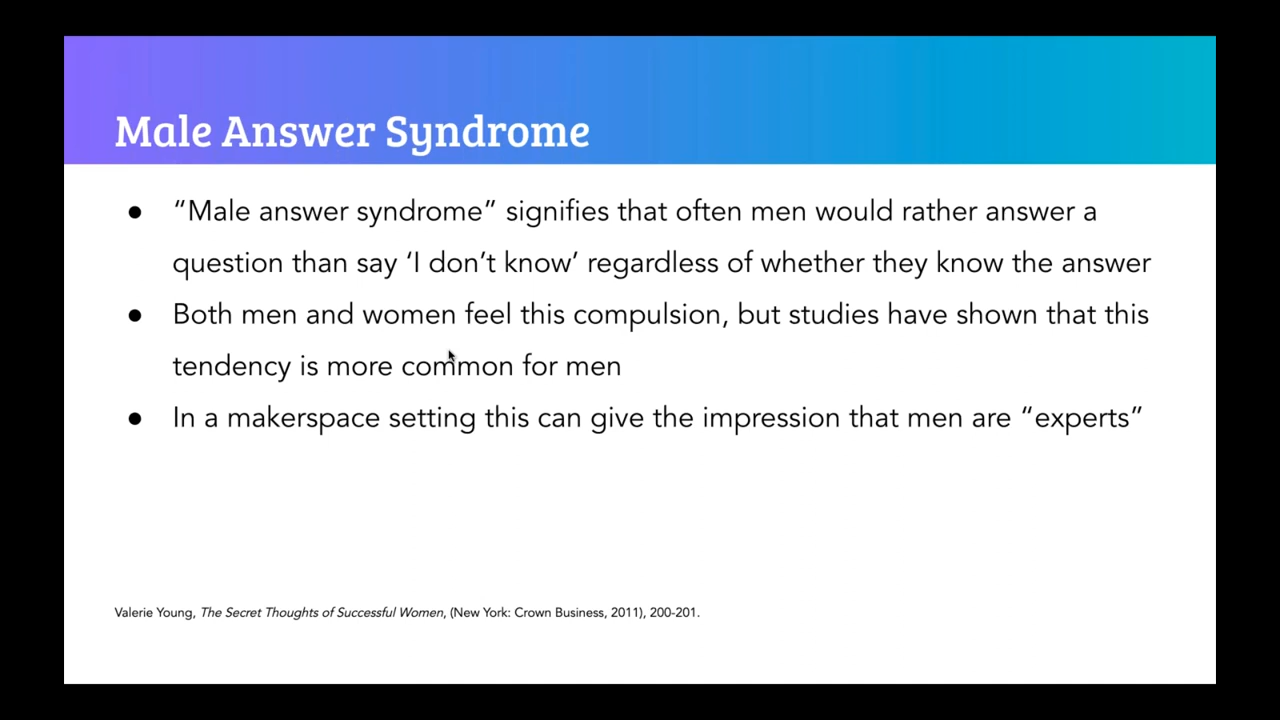 Male Answer Syndrome
● “Male answer syndrome” signifies that often men would rather answer a
question than say ‘I don’t know’ regardless of whether they know the answer
● Both men and women feel this compulsion, but studies have shown that this
tendency is more common for men
● In a makerspace setting this can give the impression that men are “experts”
Valerie Young, The Secret Thoughts of Successful Women, (New York: Crown Business, 2011), 200-201.